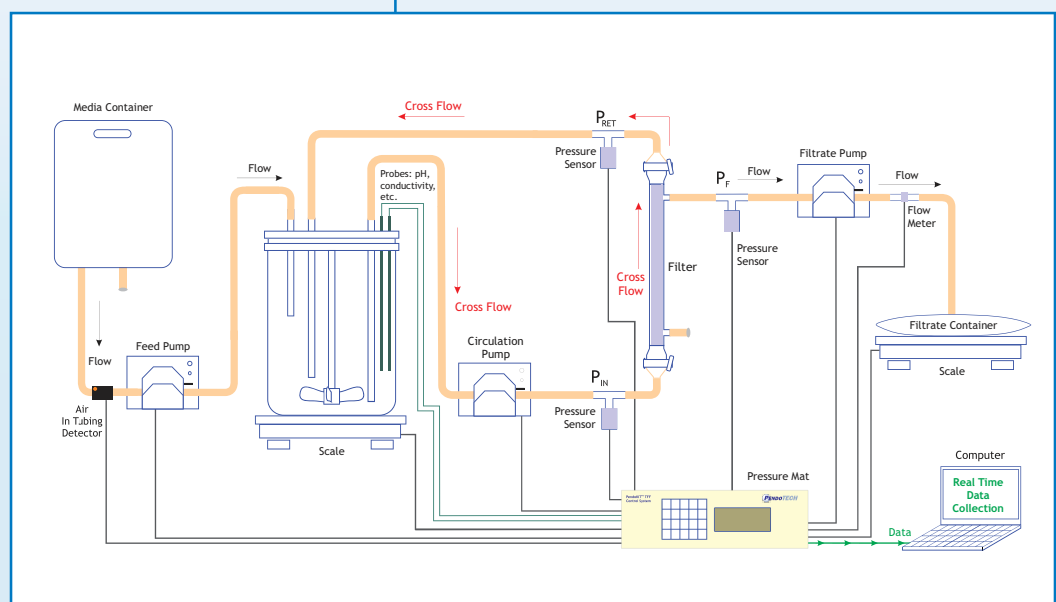 Media Container
Flow
Cross Flow
PRET
Pressure
Sensor
Probes: pH,
conductivity,
etc.
Filtrate Pump
PF
Flow
Flow
Flow
Meter
Pressure
Sensor
Filter
Cross
Flow
Cross Flow
Filtrate Container
Scale
Flow
Feed Pump
Circulation
Pump
PIN
Pressure
Sensor
Air
In Tubing
Detector
Scale
Pressure Mat
Computer
Real Time
Data
Collection
PENDOTECH
Control System
Data